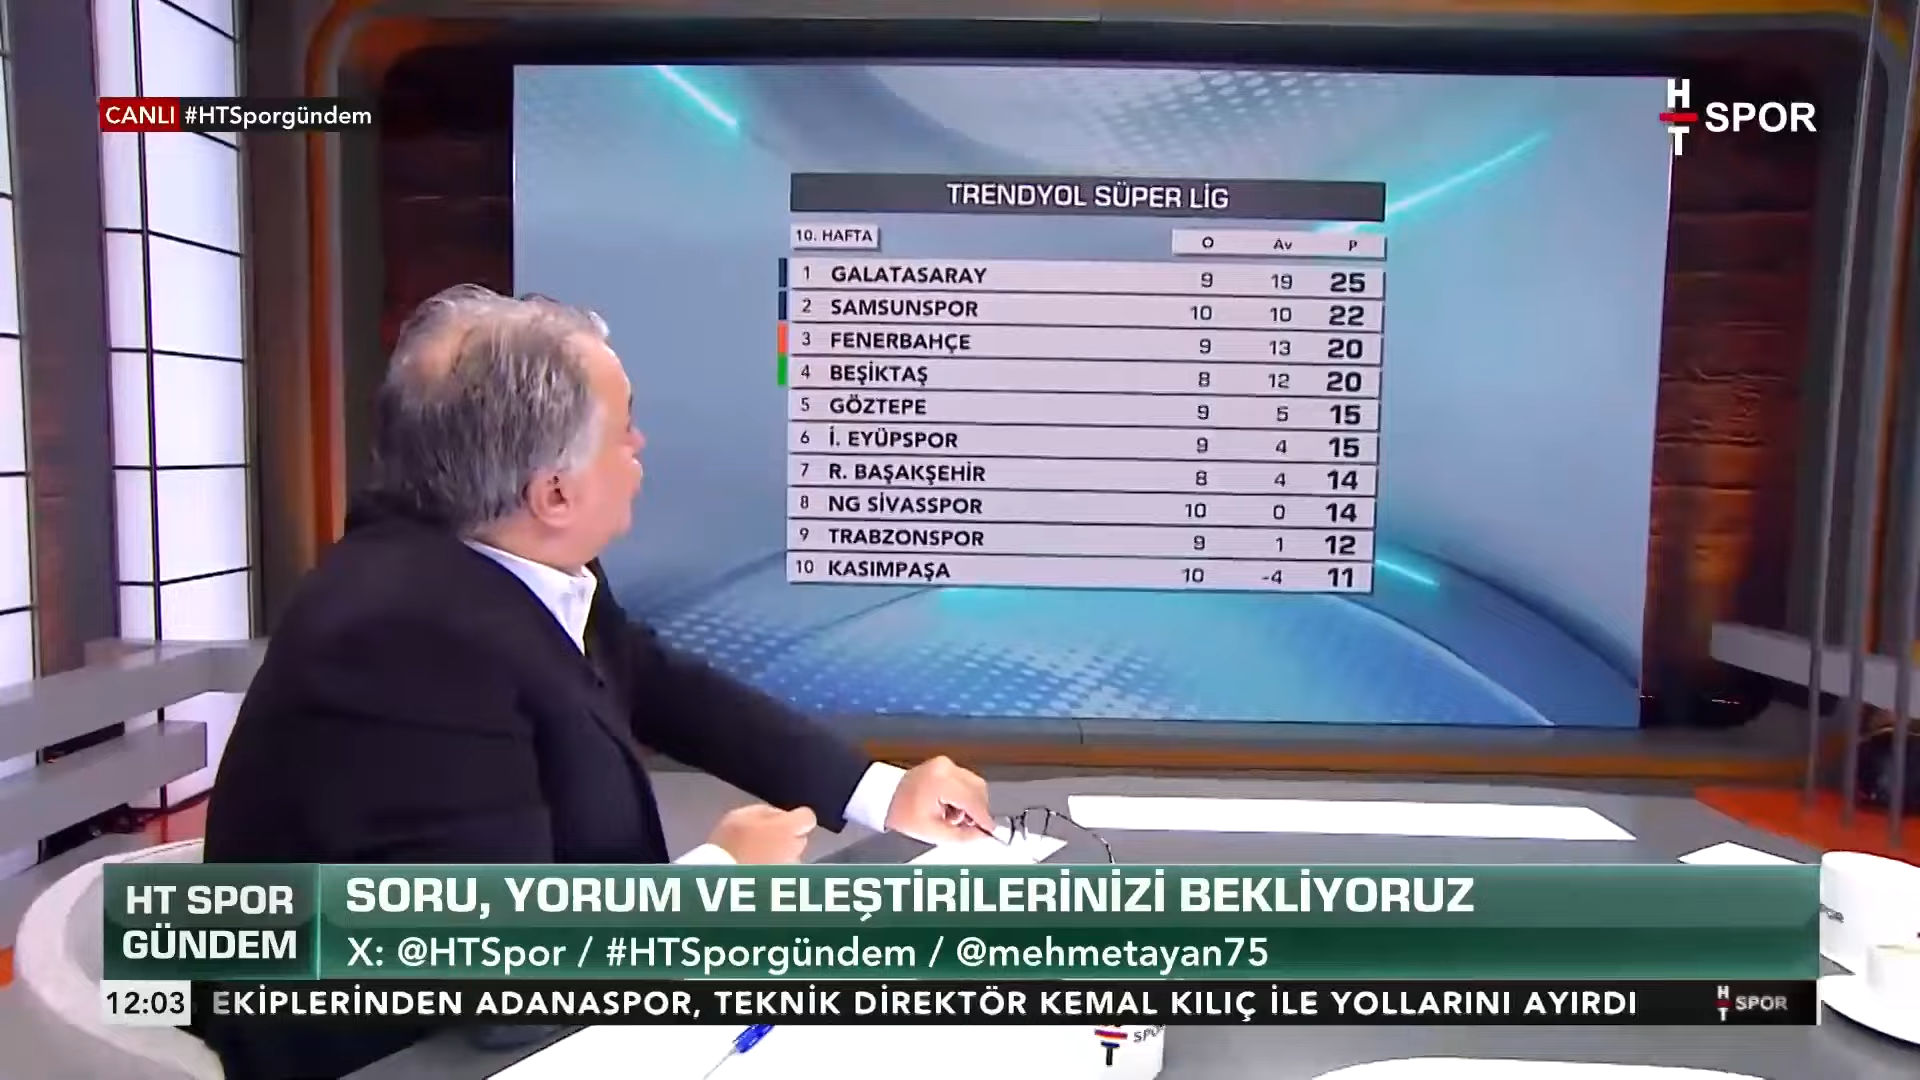 CANLI #HTSporgündem
HT SPOR
TRENDYOL SÜPER LİG
10. HAFTA O Av P
1 GALATASARAY 9 19 25
2 SAMSUNSPOR 10 10 22
3 FENERBAHÇE 9 13 20
4 BEŞİKTAŞ 8 12 20
5 GÖZTEPE 9 5 15
6 İ. EYÜPSPOR 9 4 15
7 R. BAŞAKŞEHİR 8 4 14
8 NG SİVASSPOR 10 0 14
9 TRABZONSPOR 9 1 12
10 KASIMPAŞA 10 -4 11
HT SPOR
GÜNDEM
SORU, YORUM VE ELEŞTİRİLERİNİZİ BEKLİYORUZ
X: @HTSpor / #HTSporgündem / @mehmetayan75
12:03 EKİPLERİNDEN ADANASPOR, TEKNİK DİREKTÖR KEMAL KILIÇ İLE YOLLARINI AYIRDI HT SPOR
SPOR
T